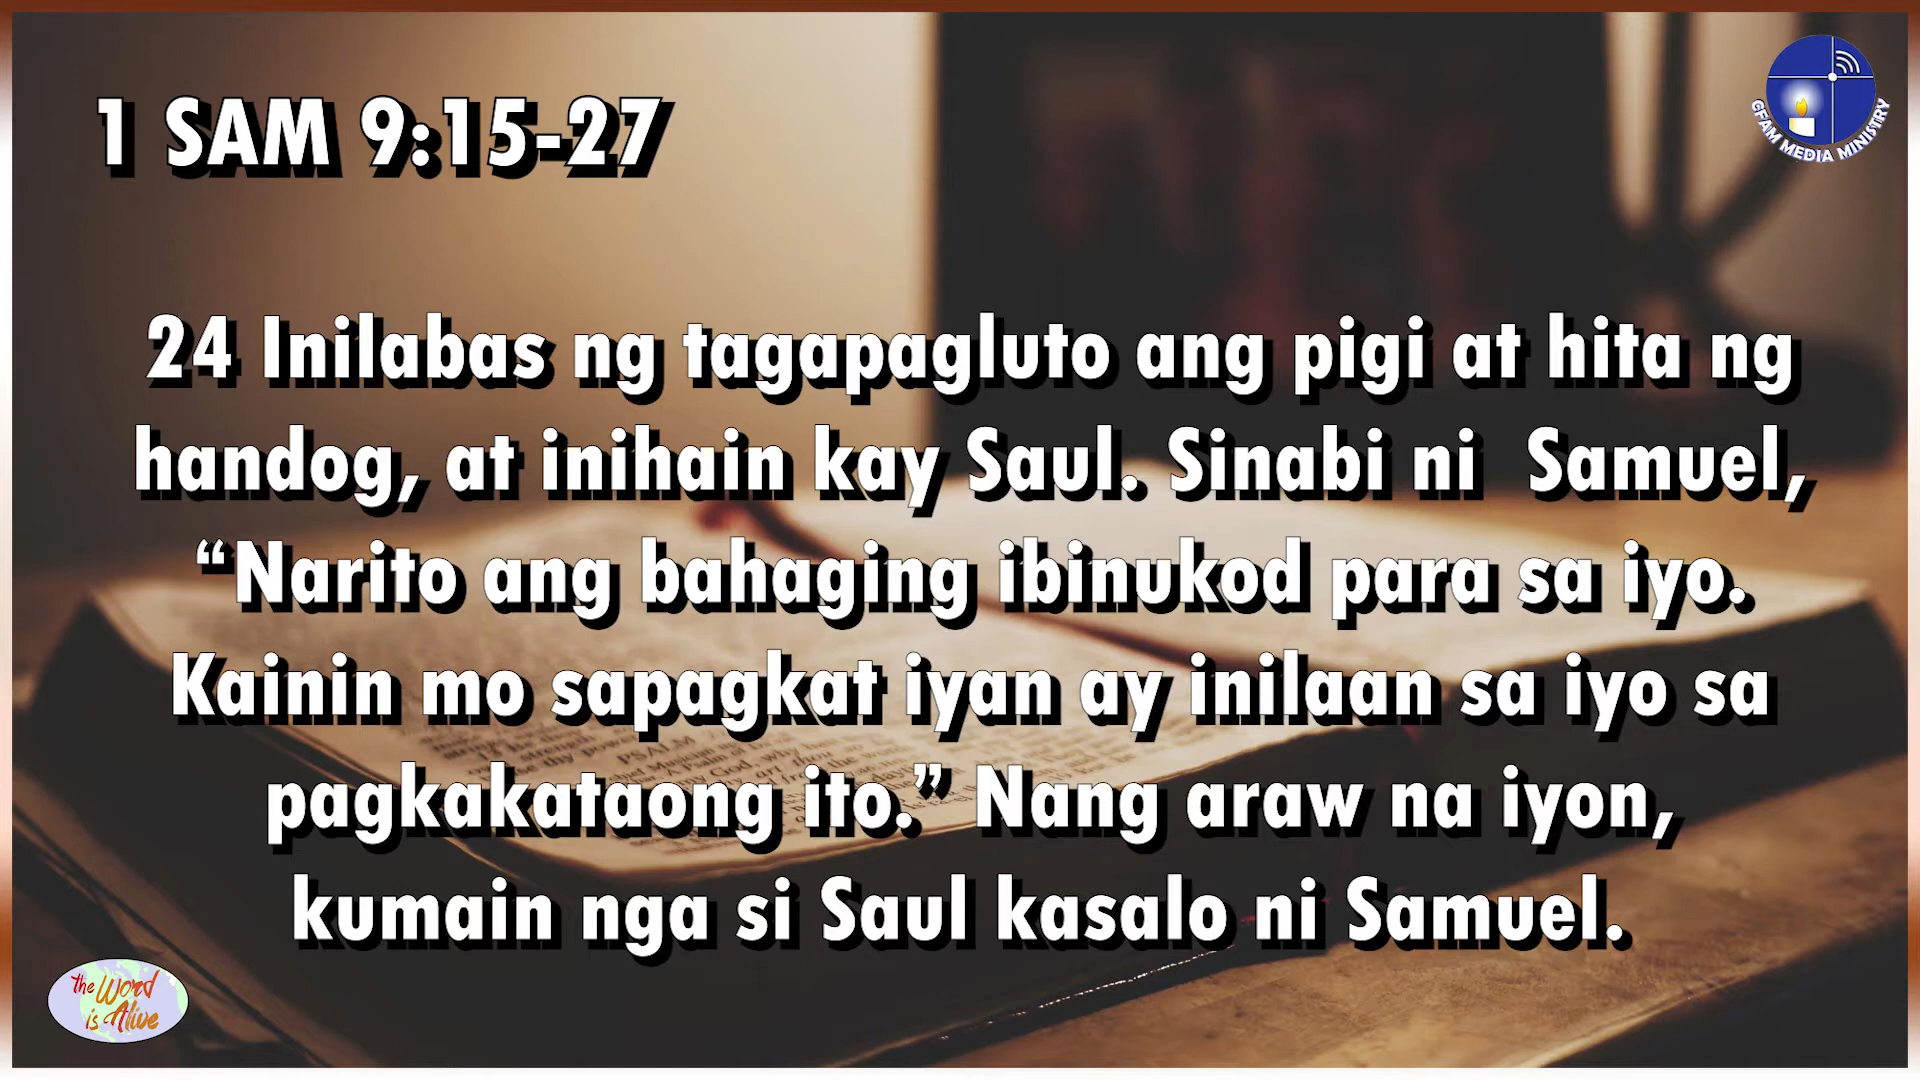 1 SAM 9:15-27
GFAM MEDIA MINISTRY
24 Inilabas ng tagapagluto ang pigi at hita ng
handog, at inihain kay Saul. Sinabi ni Samuel,
“Narito ang bahaging ibinukod para sa iyo.
Kainin mo sapagkat iyan ay inilaan sa iyo sa
pagkakataong ito.” Nang araw na iyon,
kumain nga si Saul kasalo ni Samuel.
PSALM
the Word
is Alive